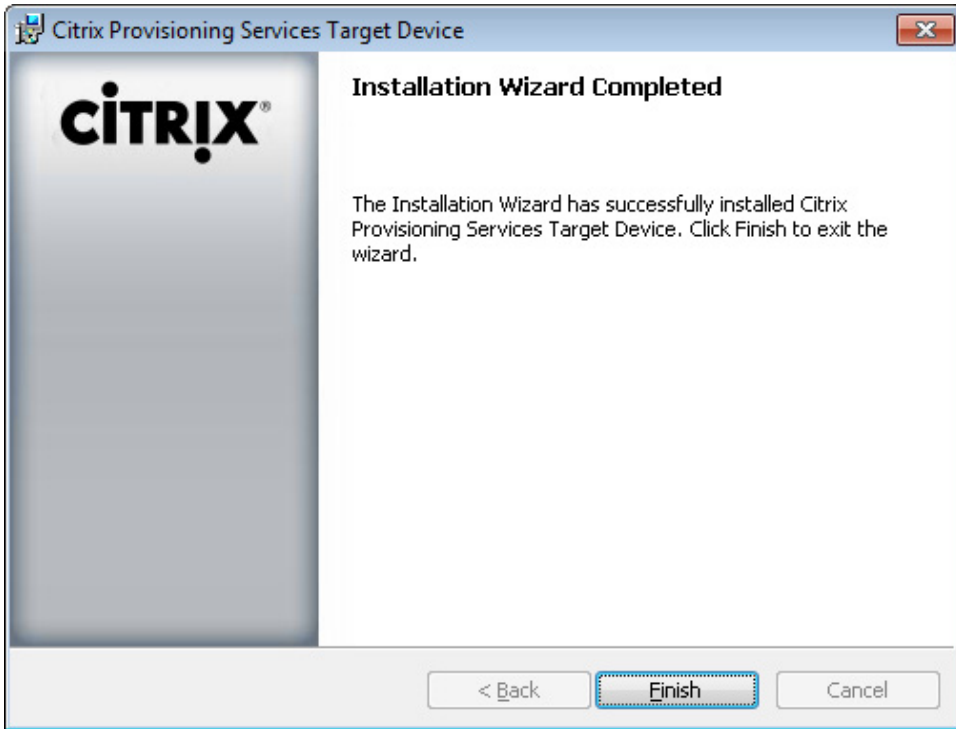 Citrix Provisioning Services Target Device
CiTRIX®
Installation Wizard Completed
The Installation Wizard has successfully installed Citrix
Provisioning Services Target Device. Click Finish to exit the
wizard.
< Back
Finish
Cancel